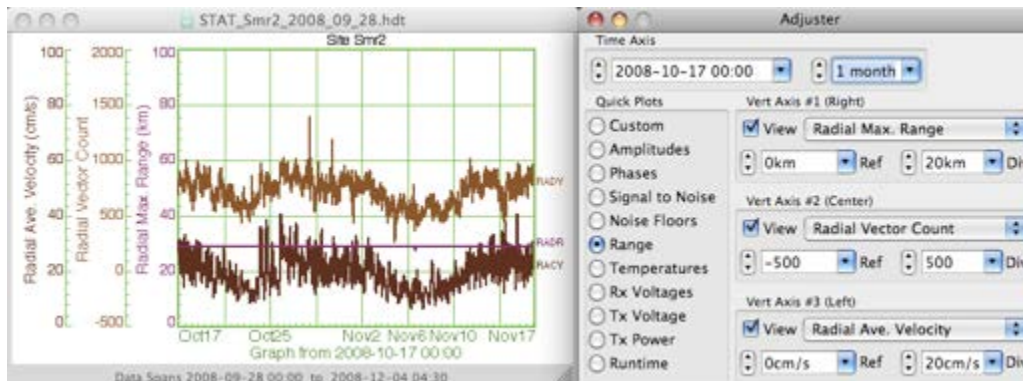 STAT_Smr2_2008_09_28.hdt
Site Smr2
100 2000 100
80 1500 80
60 1000 60
40 500 40
20 0 20
0 -500 0
Radial Ave. Velocity (cm/s)
Radial Vector Count
Radial Max. Range (km)
RADV
RADR
RACV
Oct17 Oct25 Nov2 Nov6 Nov10 Nov17
Graph from 2008-10-17 00:00
Data Spans 2008-09-28 00:00 to 2008-12-04 04:30
Adjuster
Time Axis
2008-10-17 00:00 1 month
Quick Plots
Custom
Amplitudes
Phases
Signal to Noise
Noise Floors
Range
Temperatures
Rx Voltages
Tx Voltage
Tx Power
Runtime
Vert Axis #1 (Right)
View Radial Max. Range
0km Ref 20km Div
Vert Axis #2 (Center)
View Radial Vector Count
-500 Ref 500 Div
Vert Axis #3 (Left)
View Radial Ave. Velocity
0cm/s Ref 20cm/s Div